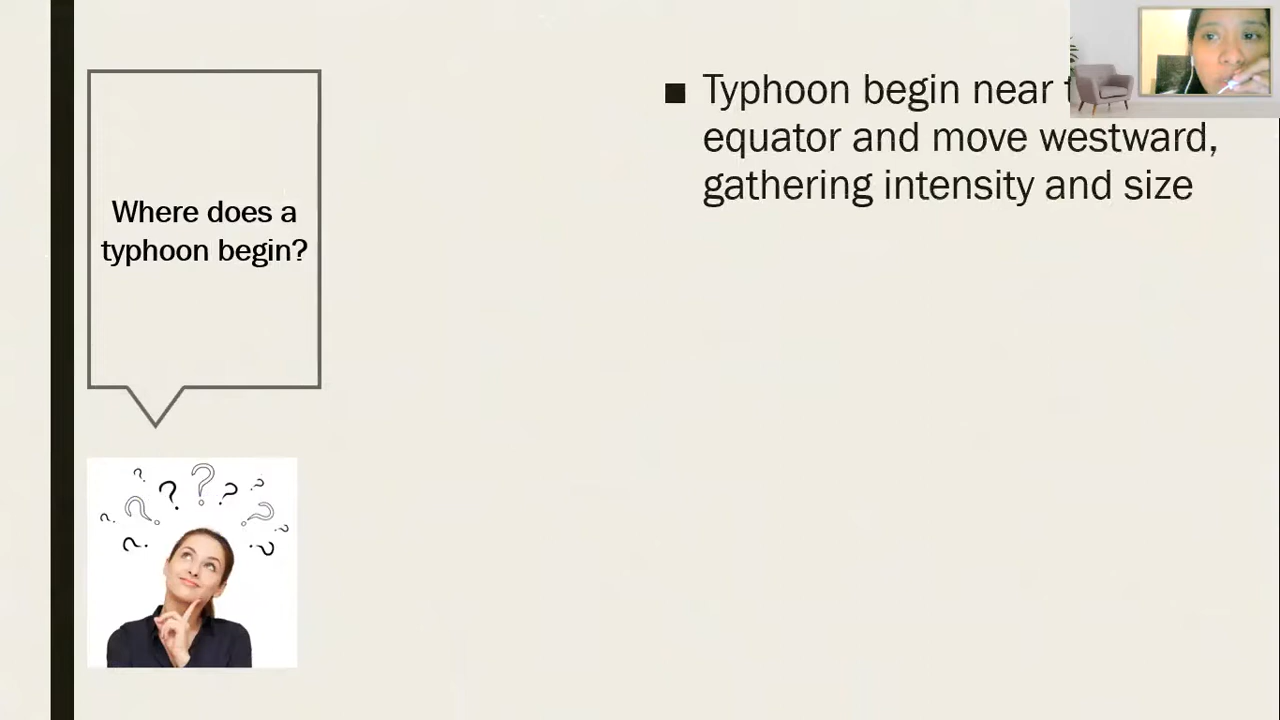 Where does a
typhoon begin?
Typhoon begin near
equator and move westward,
gathering intensity and size